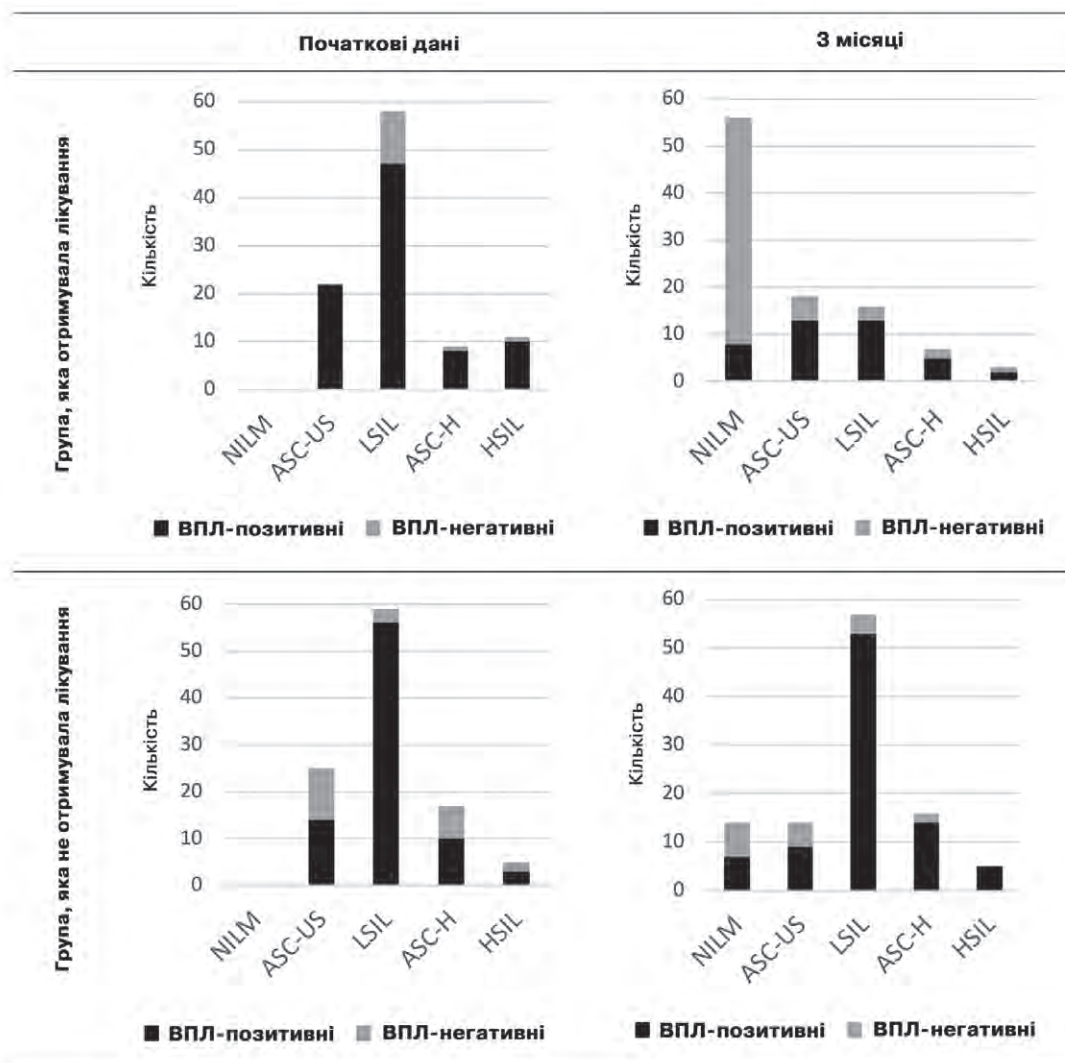 Початкові дані
3 місяці
Група, яка отримувала лікування
Кількість
60
50
40
30
20
10
0
NILM
ASC-US
LSIL
ASC-H
HSIL
ВПЛ-позитивні ВПЛ-негативні
Кількість
60
50
40
30
20
10
0
NILM
ASC-US
LSIL
ASC-H
HSIL
ВПЛ-позитивні ВПЛ-негативні
Група, яка не отримувала лікування
Кількість
60
50
40
30
20
10
0
NILM
ASC-US
LSIL
ASC-H
HSIL
ВПЛ-позитивні ВПЛ-негативні
Кількість
60
50
40
30
20
10
0
NILM
ASC-US
LSIL
ASC-H
HSIL
ВПЛ-позитивні ВПЛ-негативні